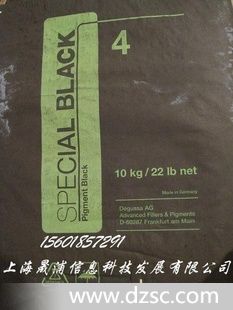 SPECIAL BLACK
Pigment Black
4
10 kg / 22 lb net
Made in Germany
Degussa AG
Advanced Fillers & Pigments
D-60287 Frankfurt am Main
15601857291
上海晟浦信息科技发展有限公司
www.dzsc.com